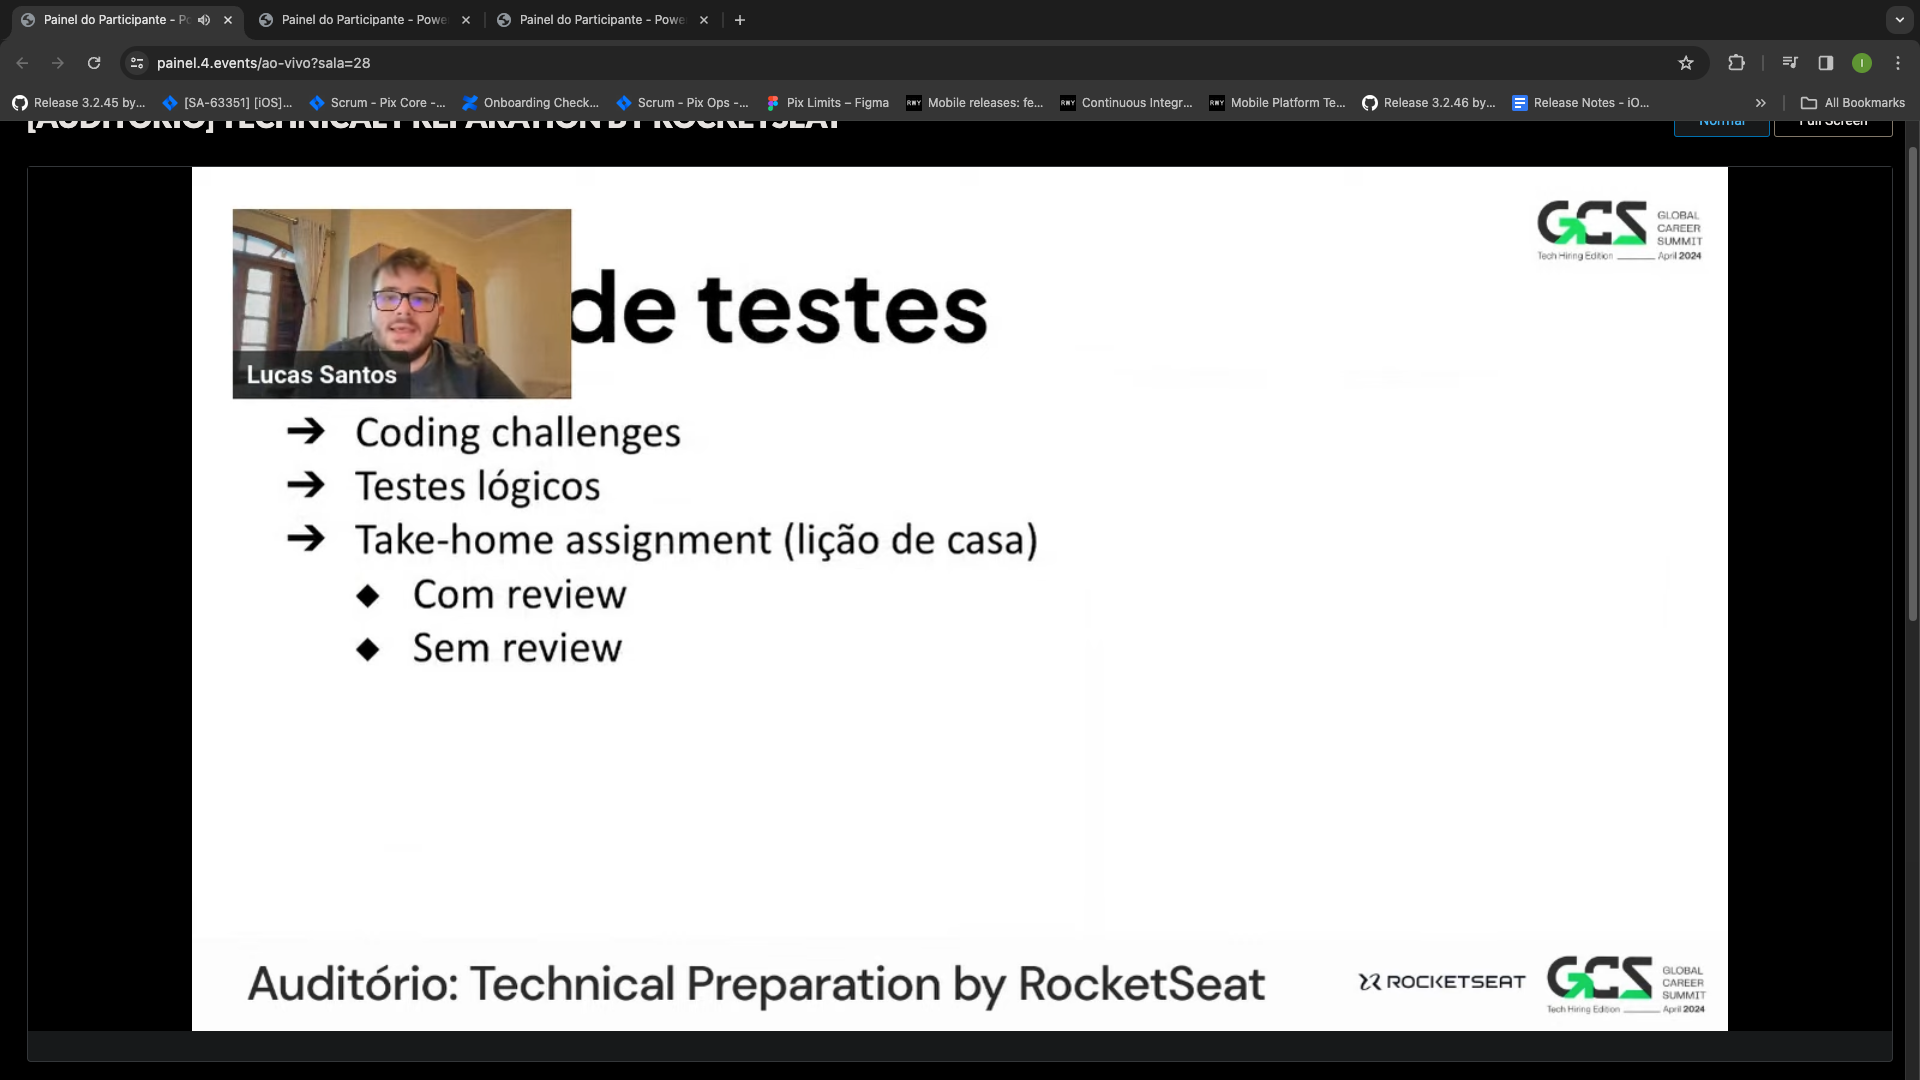 Painel do Participante - Po
Painel do Participante - Powe
Painel do Participante - Powe
painel.4.events/ao-vivo?sala=28
I
Release 3.2.45 by...
[SA-63351] [iOS]...
Scrum - Pix Core -...
Onboarding Check...
Scrum - Pix Ops -...
Pix Limits – Figma
Mobile releases: fe...
Continuous Integr...
Mobile Platform Te...
Release 3.2.46 by...
Release Notes - iO...
All Bookmarks
[AUDITÓRIO] TECHNICAL PREPARATION BY ROCKETSEAT
Normal
Full Screen
GCS GLOBAL
CAREER
SUMMIT
Tech Hiring Edition April 2024
de testes
Lucas Santos
➔ Coding challenges
➔ Testes lógicos
➔ Take-home assignment (lição de casa)
◆ Com review
◆ Sem review
Auditório: Technical Preparation by RocketSeat
ROCKETSEAT
GCS GLOBAL
CAREER
SUMMIT
Tech Hiring Edition April 2024